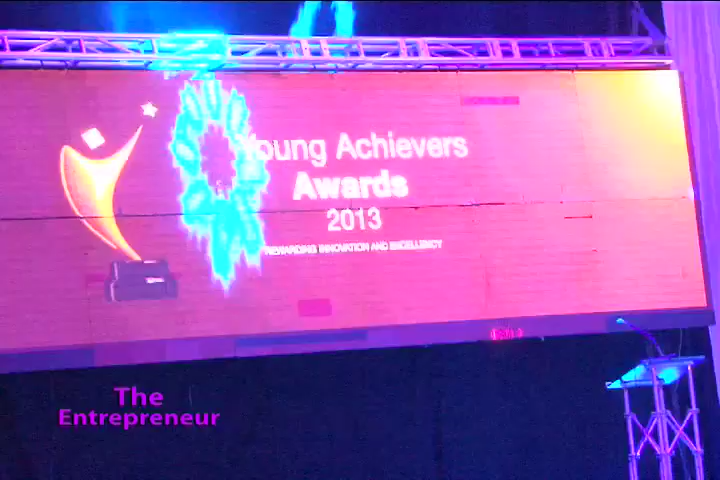 Young Achievers
Awards
2013
REWARDING INNOVATION AND EXCELLENCY
The
Entrepreneur